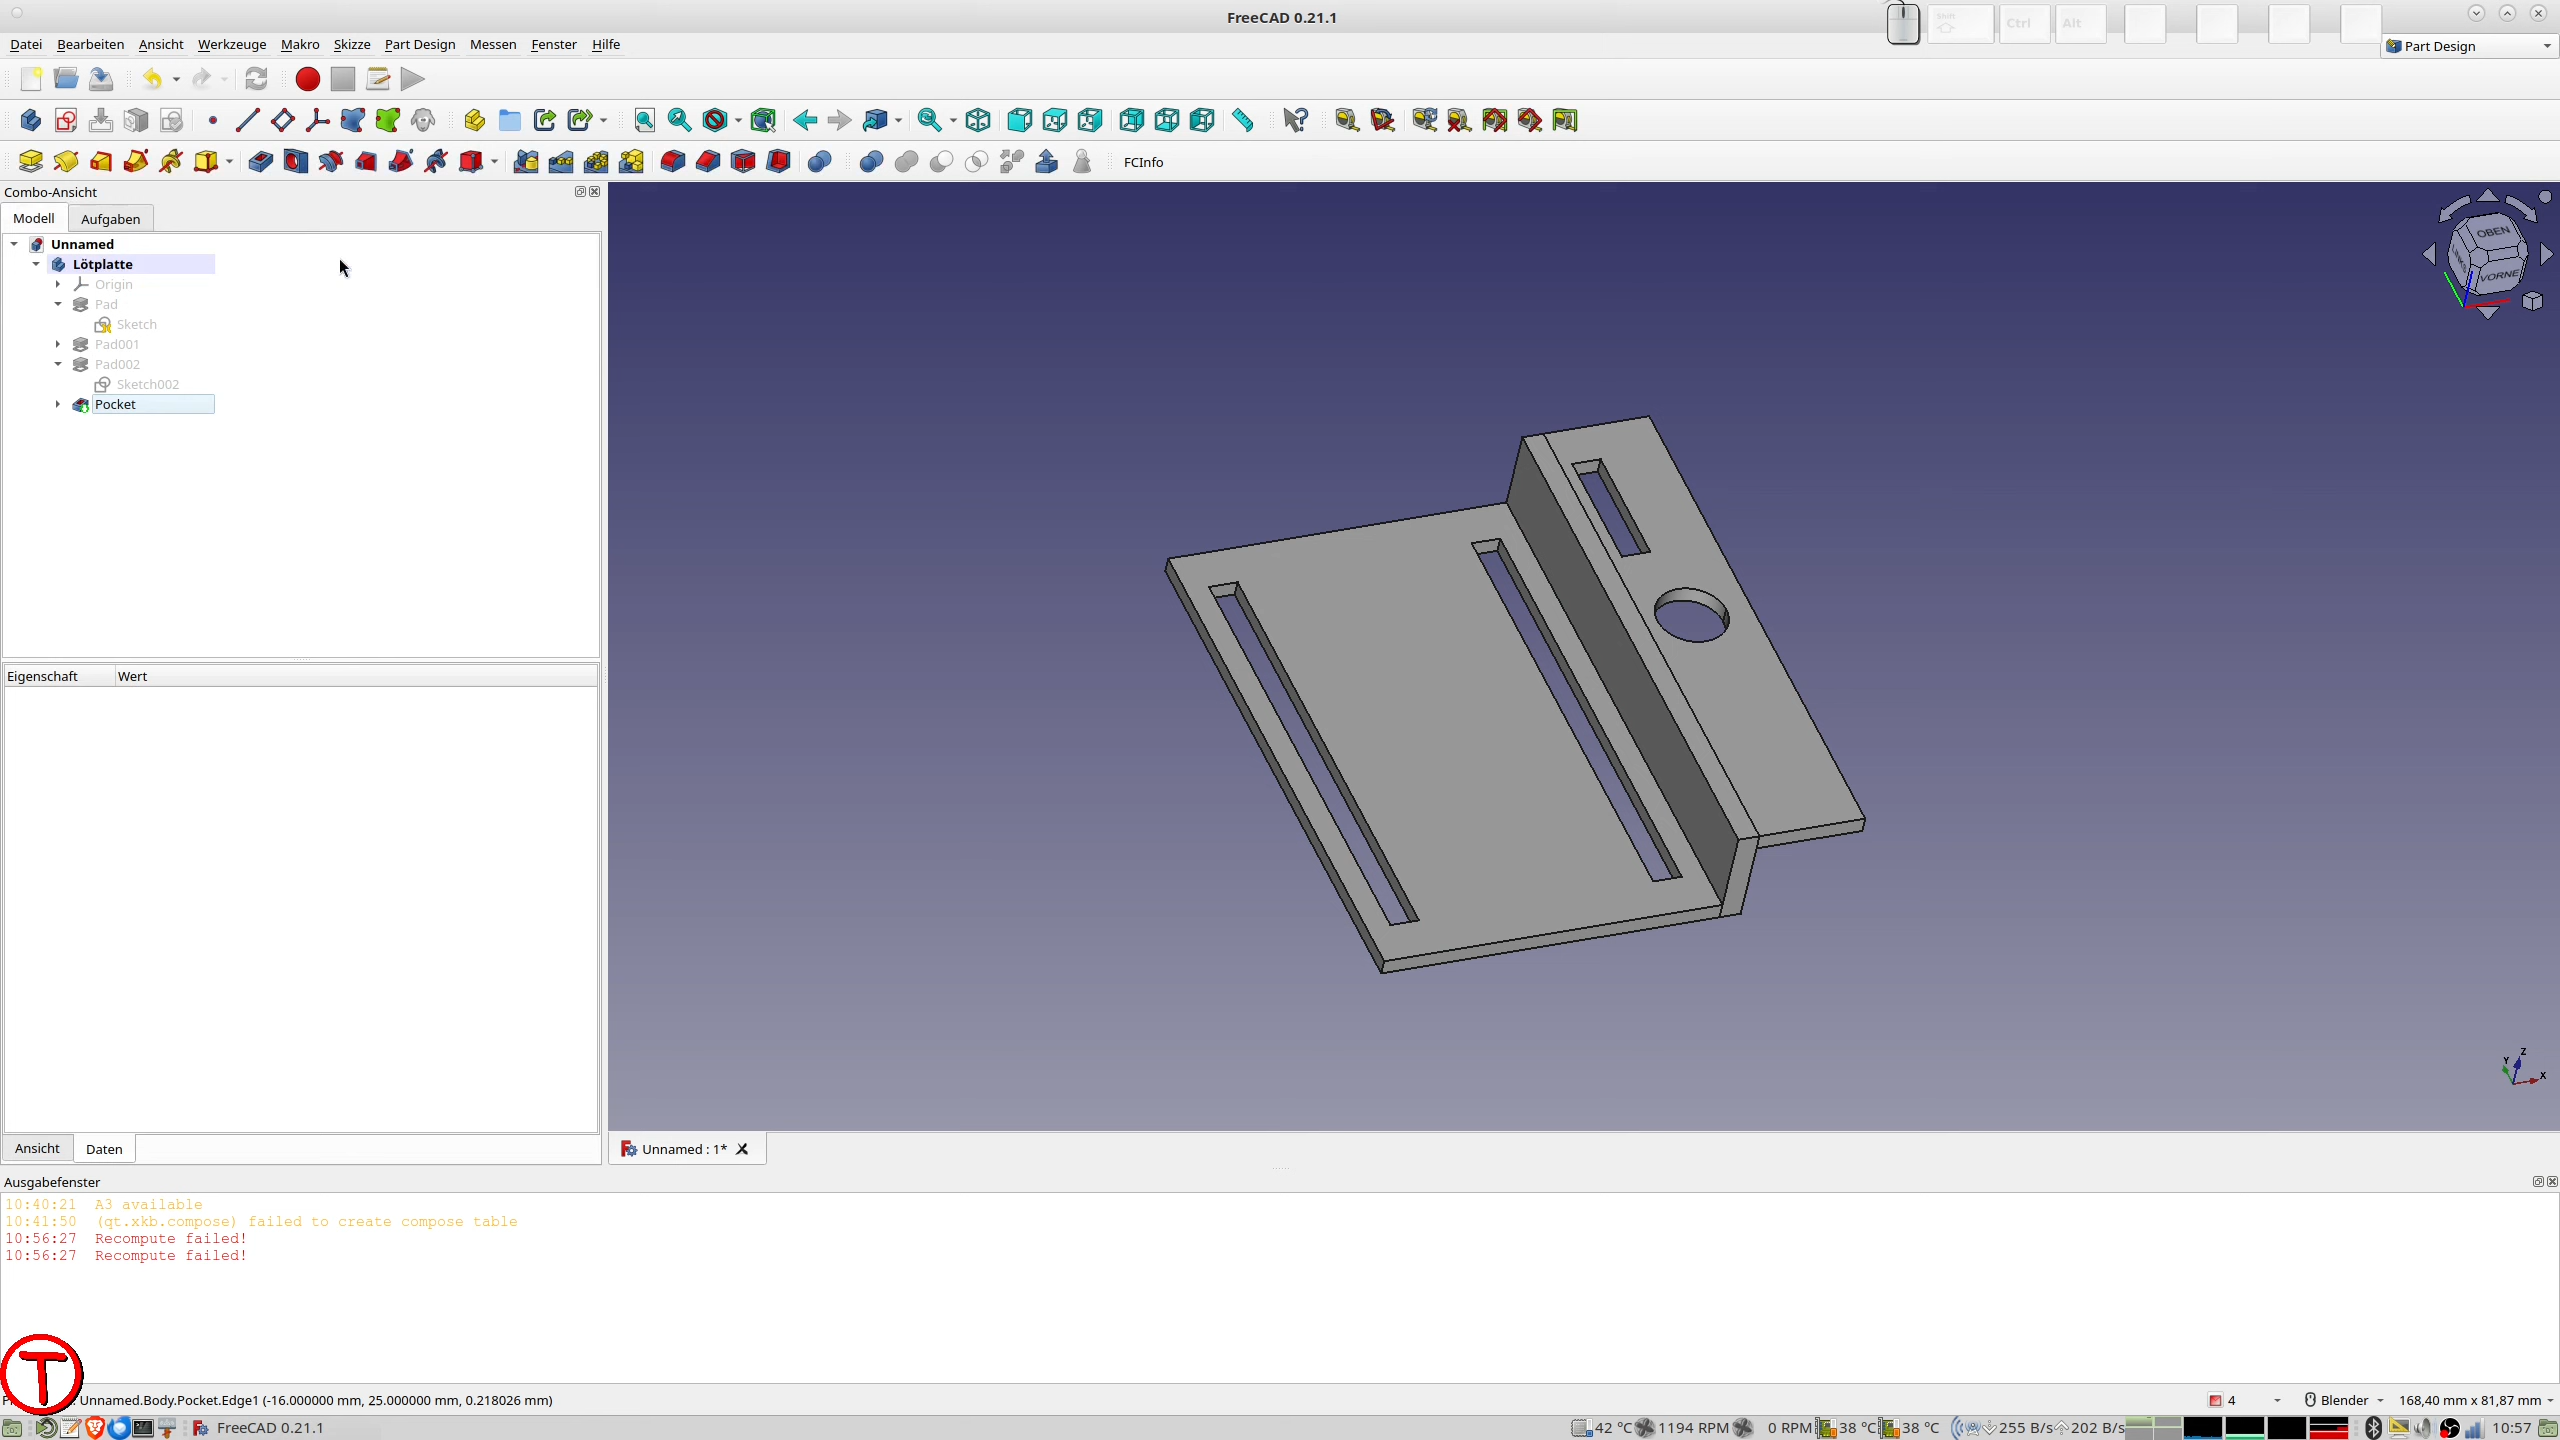 FreeCAD 0.21.1
Shift Ctrl Alt
Datei Bearbeiten Ansicht Werkzeuge Makro Skizze Part Design Messen Fenster Hilfe
Part Design
FCInfo
Combo-Ansicht
Modell Aufgaben
Unnamed
Lötplatte
Origin
Pad
Sketch
Pad001
Pad002
Sketch002
Pocket
OBEN
VORNE
Eigenschaft Wert
Z
Y
X
Ansicht Daten
Unnamed : 1*
Ausgabefenster
10:40:21 A3 available
10:41:50 (qt.xkb.compose) failed to create compose table
10:56:27 Recompute failed!
10:56:27 Recompute failed!
T
Unnamed.Body.Pocket.Edge1 (-16.000000 mm, 25.000000 mm, 0.218026 mm)
4 Blender 168,40 mm x 81,87 mm
FreeCAD 0.21.1
42 °C 1194 RPM 0 RPM 38 °C 38 °C 255 B/s 202 B/s 10:57